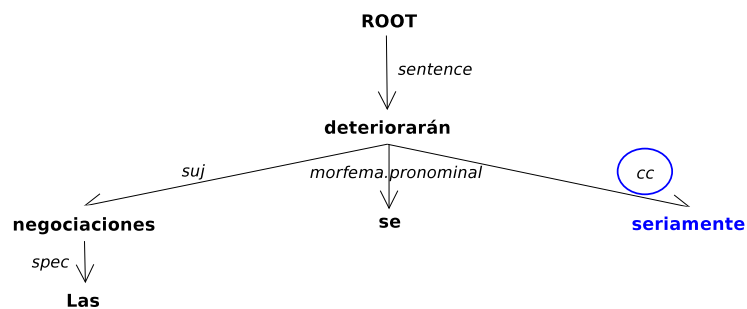 ROOT
sentence
deteriorarán
suj morfema.pronominal cc
negociaciones se seriamente
spec
Las